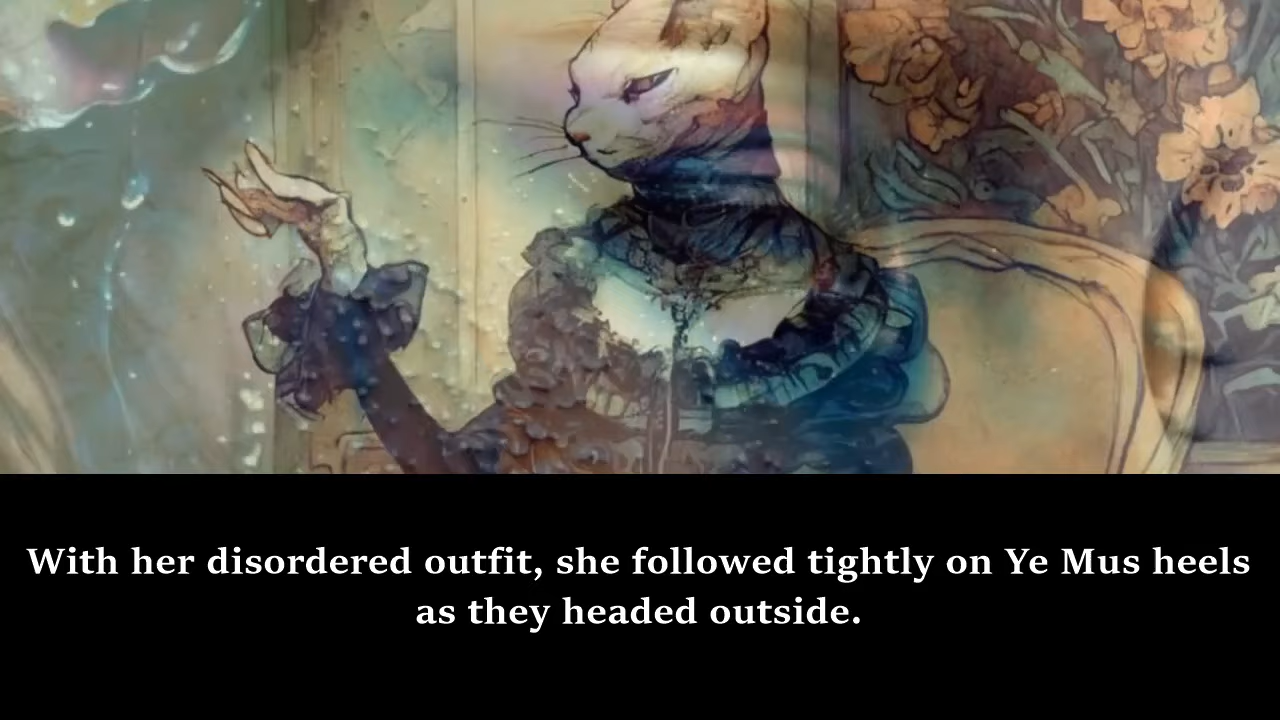 With her disordered outfit, she followed tightly on Ye Mus heels
as they headed outside.